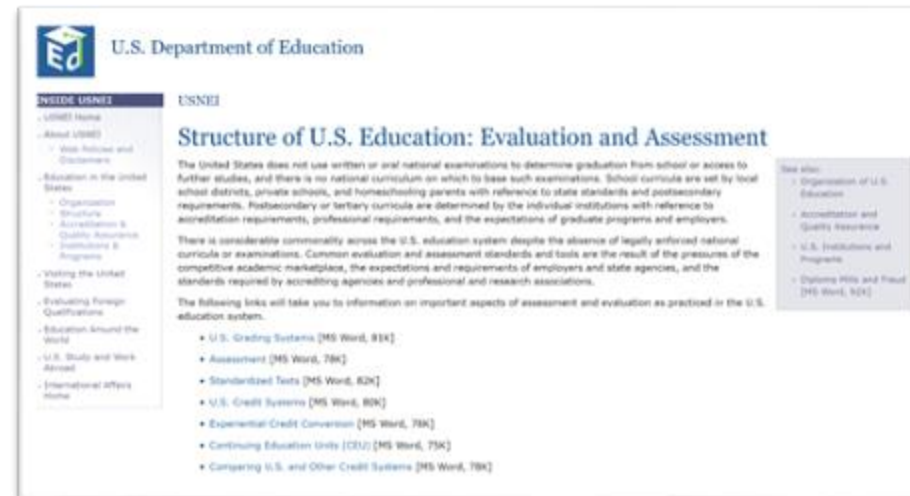 Ed
U.S. Department of Education
INSIDE USNEI
USNEI Home
About USNEI
Web Policies and
Disclaimers
Education in the United
States
Organization
Structure
Accreditation &
Quality Assurance
Institutions &
Programs
Visiting the United
States
Evaluating Foreign
Qualifications
Education Around the
World
U.S. Study and Work
Abroad
International Affairs
Home
USNEI
Structure of U.S. Education: Evaluation and Assessment
The United States does not use written or oral national examinations to determine graduation from school or access to
further studies, and there is no national curriculum on which to base such examinations. School curricula are set by local
school districts, private schools, and homeschooling parents with reference to state standards and postsecondary
requirements. Postsecondary or tertiary curricula are determined by the individual institutions with reference to
accreditation requirements, professional requirements, and the expectations of graduate programs and employers.
There is considerable commonality across the U.S. education system despite the absence of legally enforced national
curricula or examinations. Common evaluation and assessment standards and tools are the result of the pressures of the
competitive academic marketplace, the expectations and requirements of employers and state agencies, and the
standards required by accrediting agencies and professional and research associations.
The following links will take you to information on important aspects of assessment and evaluation as practiced in the U.S.
education system.
• U.S. Grading Systems [MS Word, 81K]
• Assessment [MS Word, 78K]
• Standardized Tests [MS Word, 82K]
• U.S. Credit Systems [MS Word, 80K]
• Experiential Credit Conversion [MS Word, 76K]
• Continuing Education Units (CEU) [MS Word, 75K]
• Comparing U.S. and Other Credit Systems [MS Word, 78K]
See also:
Organization of U.S.
Education
Accreditation and
Quality Assurance
U.S. Institutions and
Programs
Diploma Mills and Fraud
[MS Word, 92K]